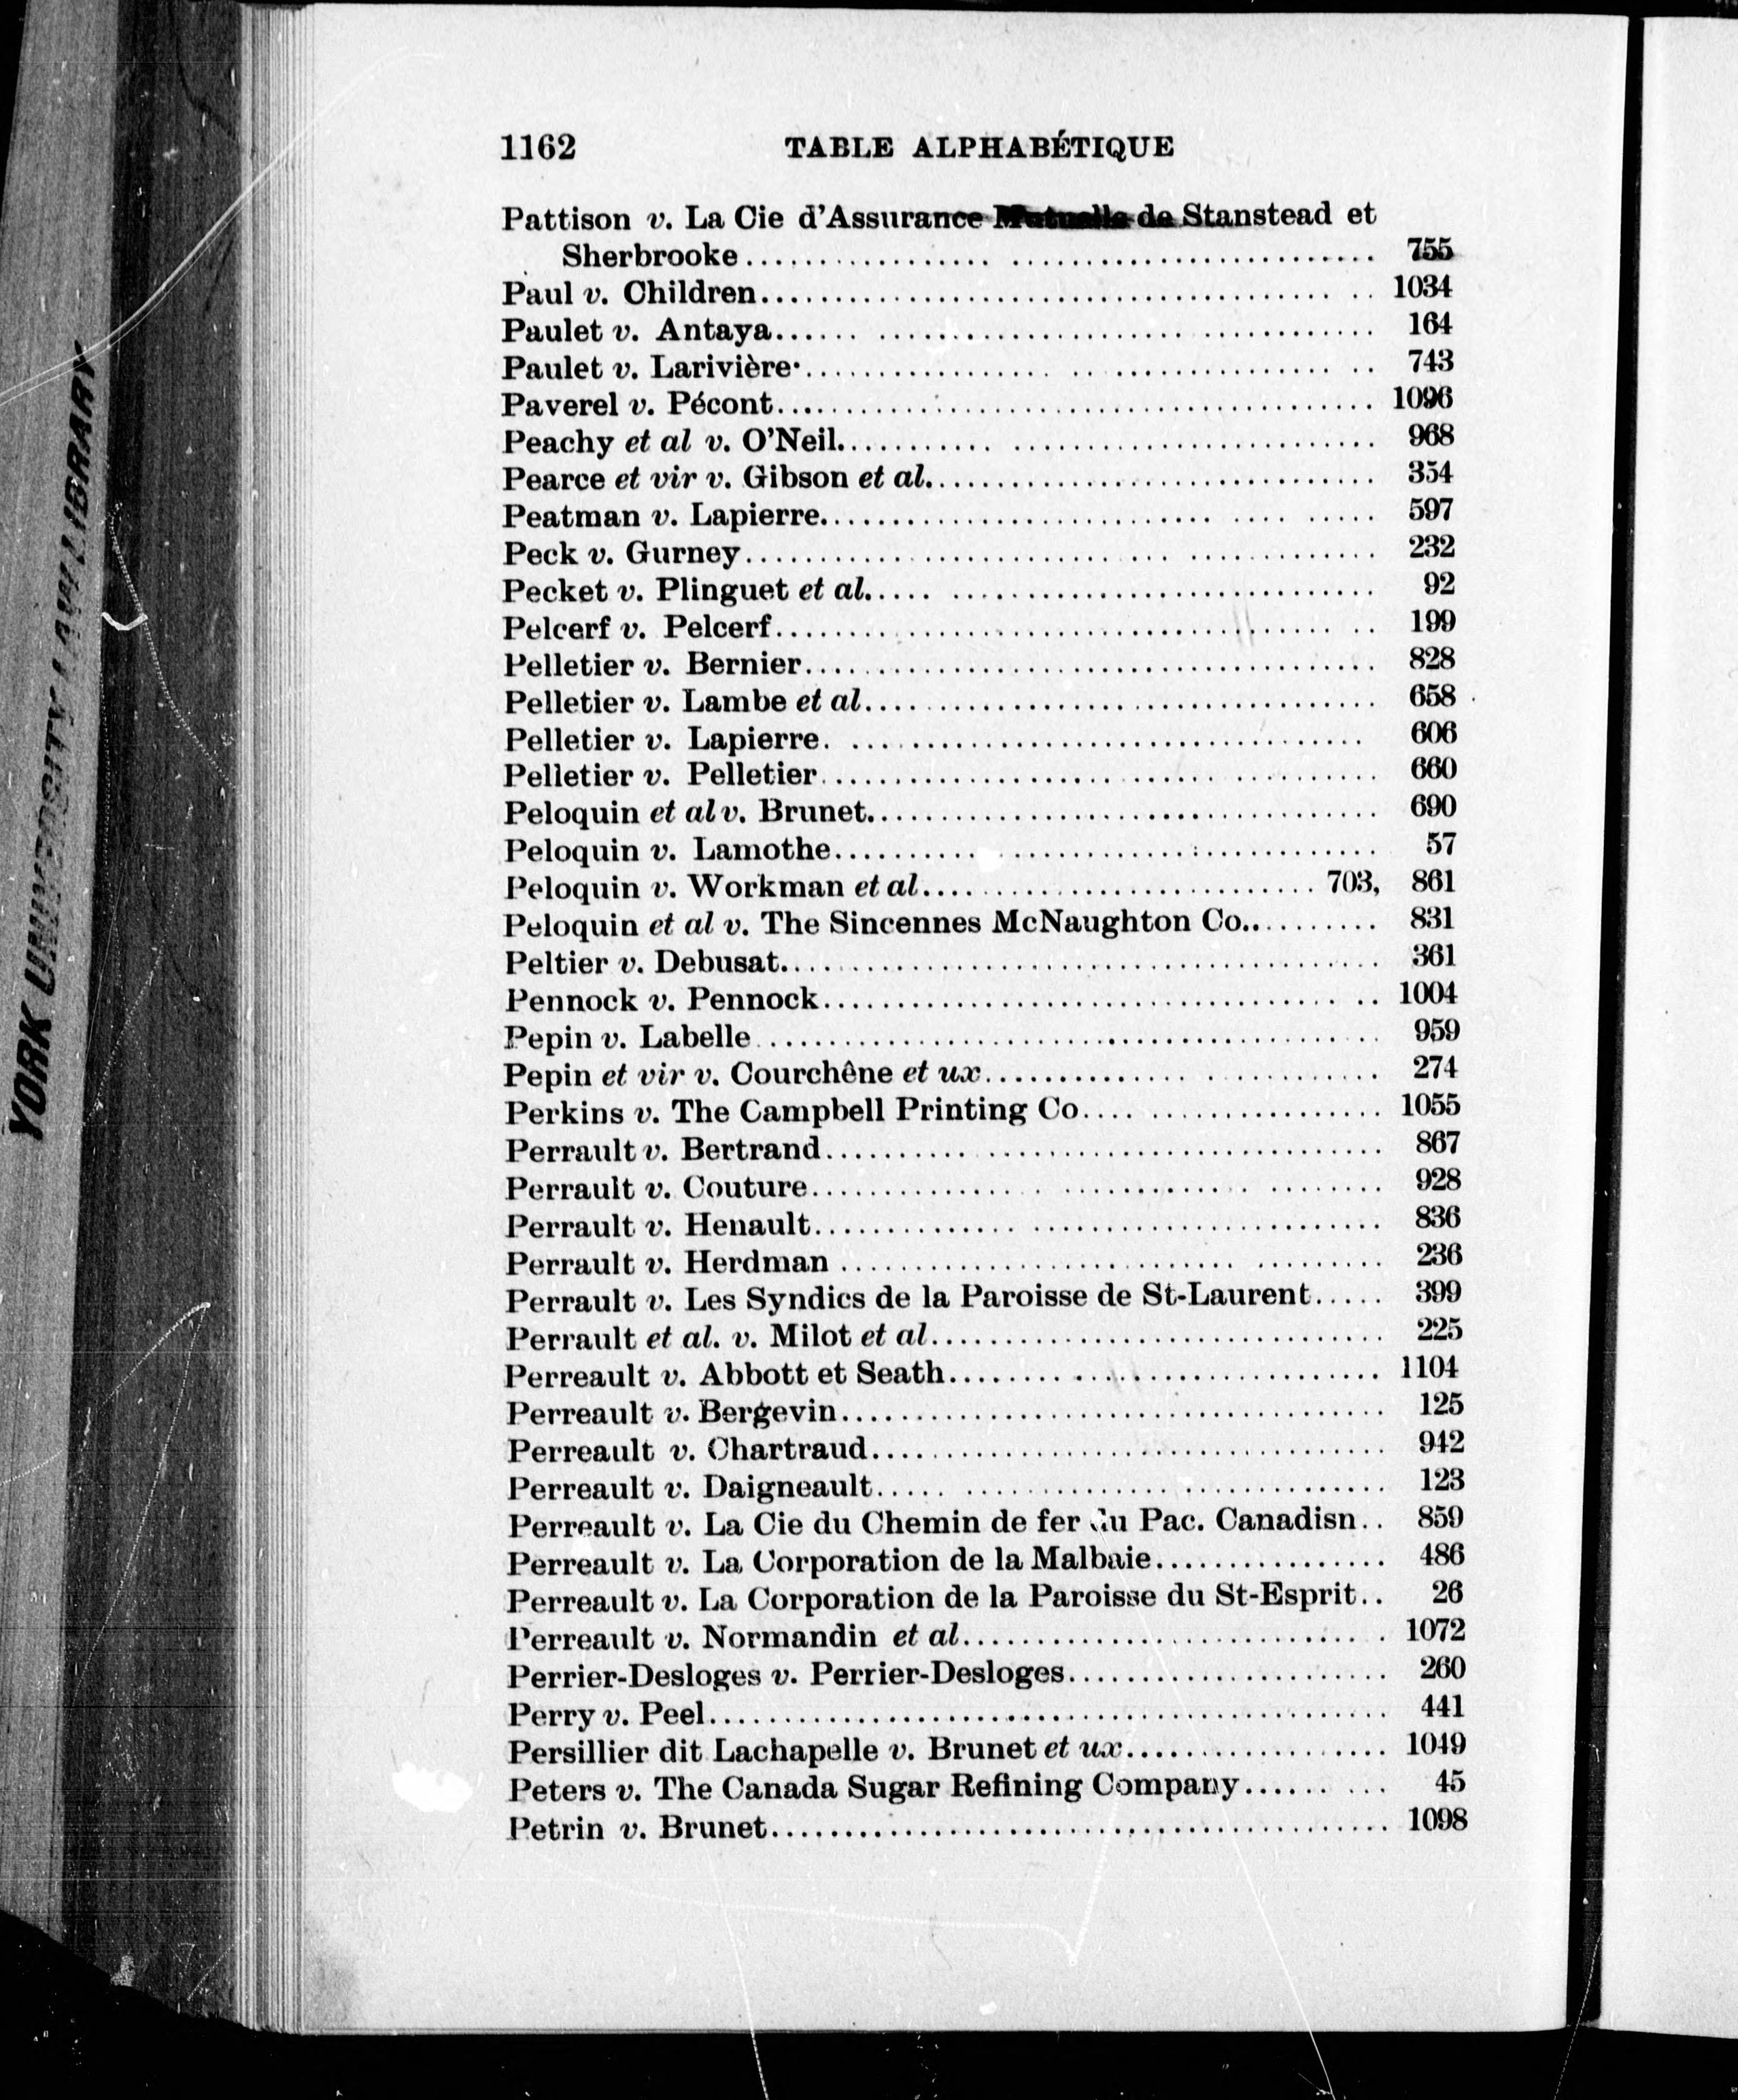 1162 TABLE ALPHABÉTIQUE
Pattison v. La Cie d'Assurance Mutuelle de Stanstead et
Sherbrooke.......... 755
Paul v. Children.......... 1034
Paulet v. Antaya.......... 164
Paulet v. Larivière.......... 743
Paverel v. Pécont.......... 1096
Peachy et al v. O'Neil.......... 968
Pearce et vir v. Gibson et al.......... 354
Peatman v. Lapierre.......... 597
Peck v. Gurney.......... 232
Pecket v. Plinguet et al.......... 92
Pelcerf v. Pelcerf.......... 199
Pelletier v. Bernier.......... 828
Pelletier v. Lambe et al.......... 658
Pelletier v. Lapierre.......... 606
Pelletier v. Pelletier.......... 660
Peloquin et al v. Brunet.......... 690
Peloquin v. Lamothe.......... 57
Peloquin v. Workman et al.......... 703, 861
Peloquin et al v. The Sincennes McNaughton Co.......... 831
Peltier v. Debusat.......... 361
Pennock v. Pennock.......... 1004
Pepin v. Labelle.......... 959
Pepin et vir v. Courchêne et ux.......... 274
Perkins v. The Campbell Printing Co.......... 1055
Perrault v. Bertrand.......... 867
Perrault v. Couture.......... 928
Perrault v. Henault.......... 836
Perrault v. Herdman.......... 236
Perrault v. Les Syndics de la Paroisse de St-Laurent..... 399
Perrault et al. v. Milot et al.......... 225
Perreault v. Abbott et Seath.......... 1104
Perreault v. Bergevin.......... 125
Perreault v. Chartraud.......... 942
Perreault v. Daigneault.......... 123
Perreault v. La Cie du Chemin de fer du Pac. Canadisn.. 859
Perreault v. La Corporation de la Malbaie.......... 486
Perreault v. La Corporation de la Paroisse du St-Esprit.. 26
Perreault v. Normandin et al.......... 1072
Perrier-Desloges v. Perrier-Desloges.......... 260
Perry v. Peel.......... 441
Persillier dit Lachapelle v. Brunet et ux.......... 1049
Peters v. The Canada Sugar Refining Company.......... 45
Petrin v. Brunet.......... 1098
YORK UNIVERSITY LAW LIBRARY